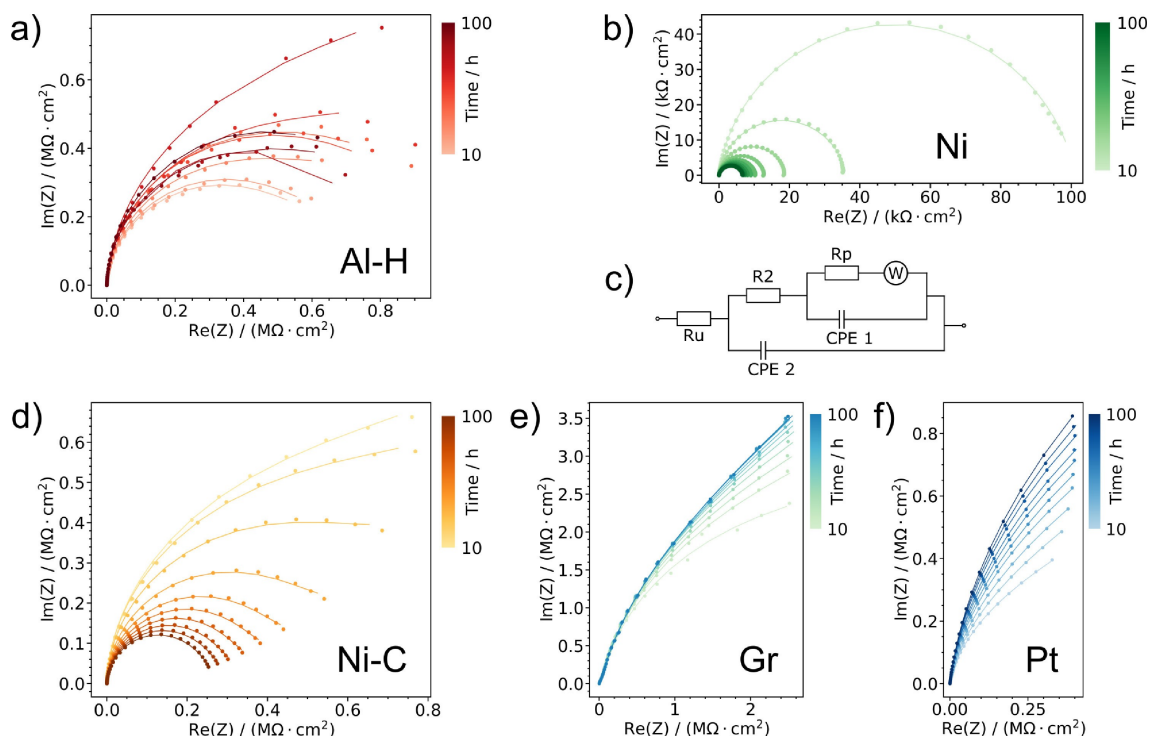 a)
Im(Z) / (MΩ · cm²)
0.6
0.4
0.2
0.0
0.0 0.2 0.4 0.6 0.8
Re(Z) / (MΩ · cm²)
Al-H
100
Time / h
10
b)
Im(Z) / (kΩ · cm²)
40
30
20
10
0
0 20 40 60 80 100
Re(Z) / (kΩ · cm²)
Ni
100
Time / h
10
c)
Ru
R2
Rp
W
CPE 1
CPE 2
d)
Im(Z) / (MΩ · cm²)
0.6
0.5
0.4
0.3
0.2
0.1
0.0
0.0 0.2 0.4 0.6 0.8
Re(Z) / (MΩ · cm²)
Ni-C
100
Time / h
10
e)
Im(Z) / (MΩ · cm²)
3.5
3.0
2.5
2.0
1.5
1.0
0.5
0.0
0 1 2
Re(Z) / (MΩ · cm²)
Gr
100
Time / h
10
f)
Im(Z) / (MΩ · cm²)
0.8
0.6
0.4
0.2
0.0
0.00 0.25
Re(Z) / (MΩ · cm²)
Pt
100
Time / h
10